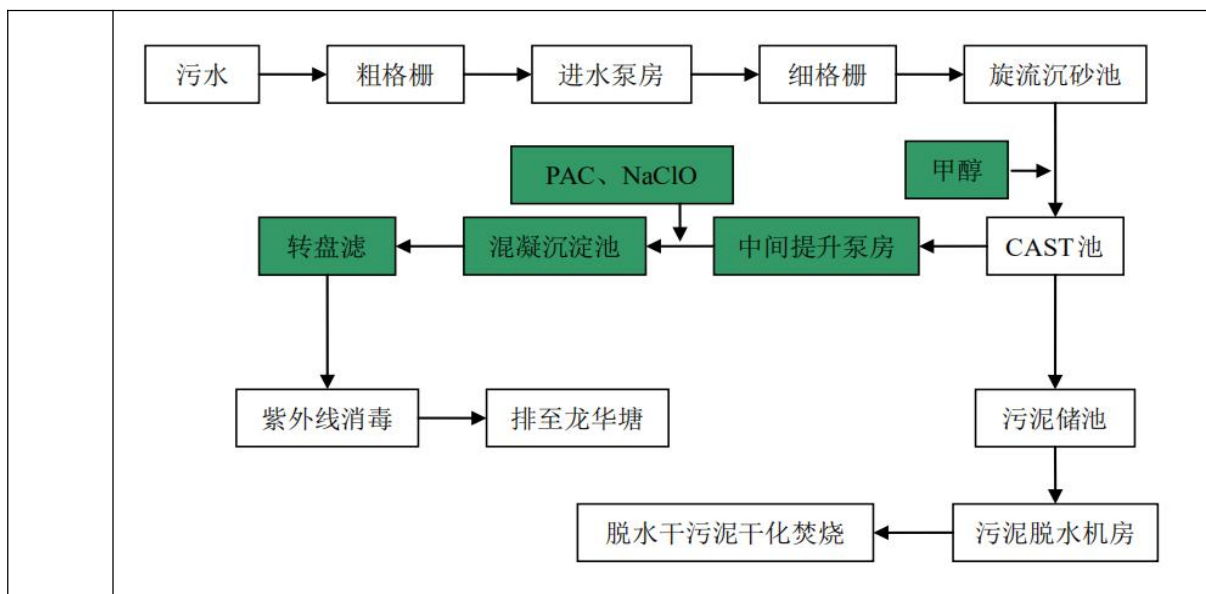 污水
粗格栅
进水泵房
细格栅
旋流沉砂池
甲醇
PAC、NaClO
转盘滤
混凝沉淀池
中间提升泵房
CAST池
紫外线消毒
排至龙华塘
污泥储池
脱水干污泥干化焚烧
污泥脱水机房